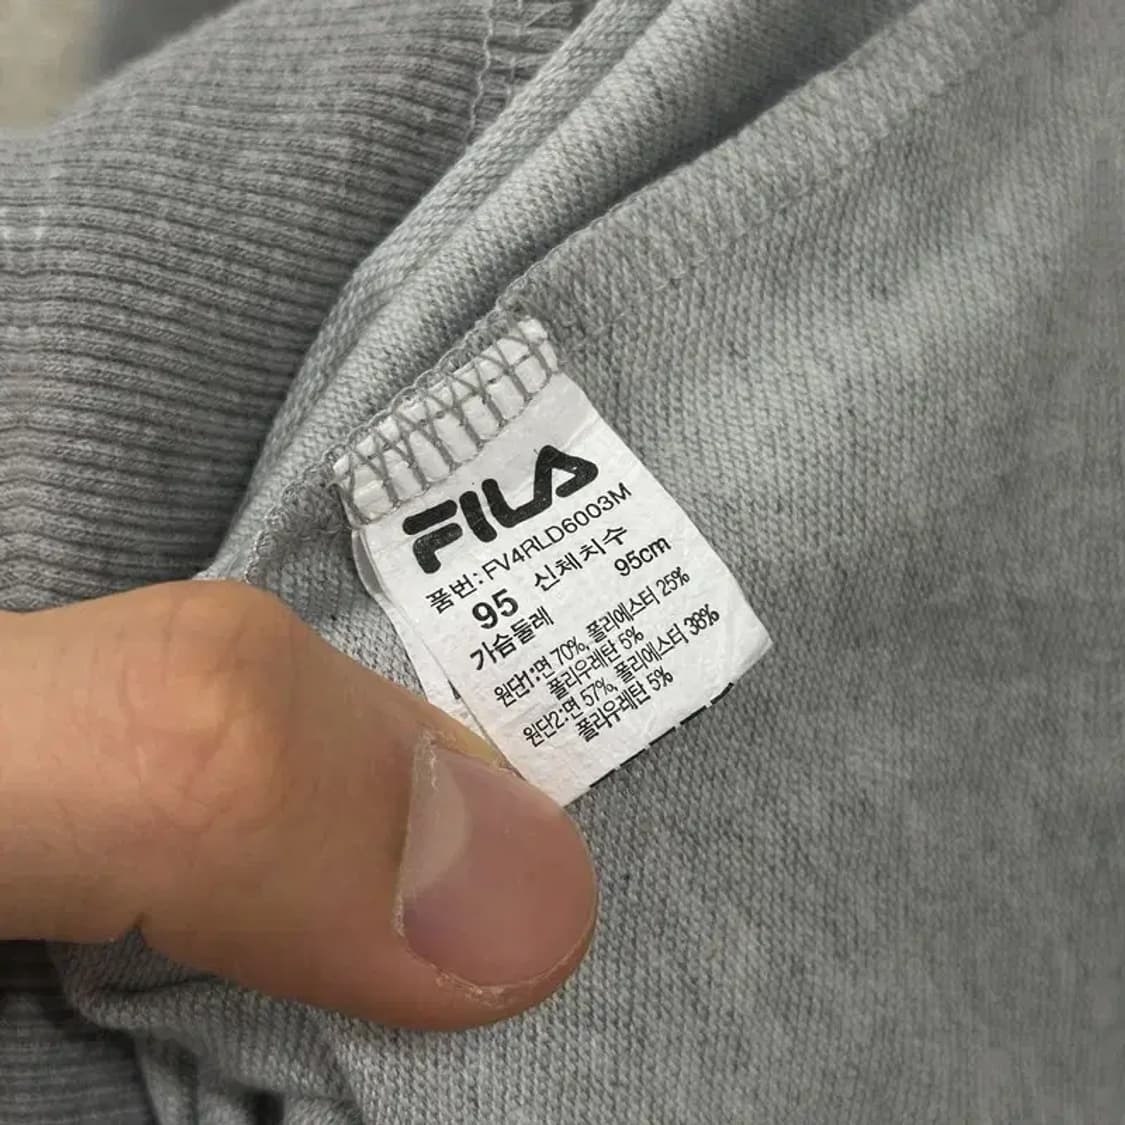 FILA
품번:FV4RLD6003M
95 신체치수
가슴둘레 95cm
원단1:면 70%, 폴리에스터 25%
폴리우레탄 5%
원단2:면 57%, 폴리에스터 38%
폴리우레탄 5%